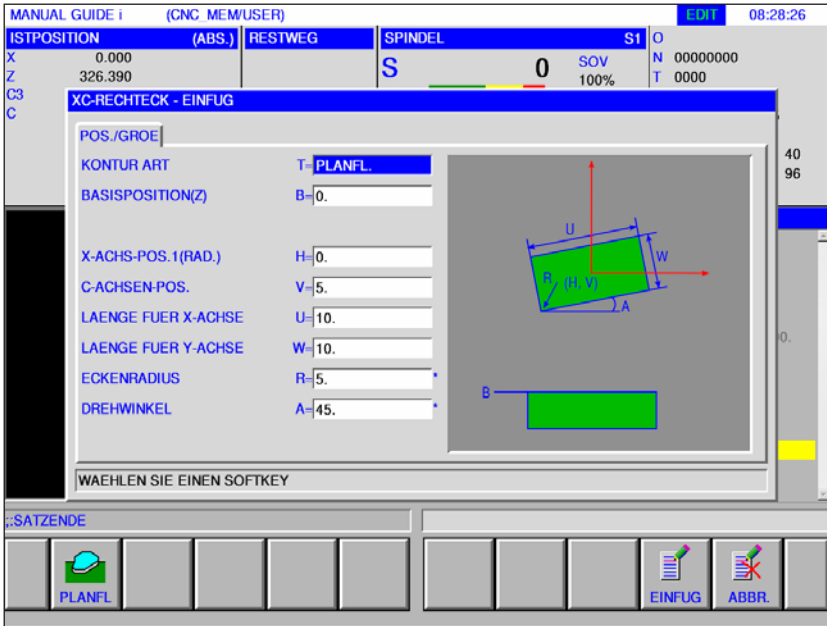 MANUAL GUIDE i (CNC_MEM/USER) EDIT 08:28:26
ISTPOSITION (ABS.) RESTWEG SPINDEL S1 O
X 0.000 S 0 SOV N 00000000
Z 326.390 100% T 0000
C3
C
XC-RECHTECK - EINFUG
POS./GROE
KONTUR ART T= PLANFL.
BASISPOSITION(Z) B= 0.
X-ACHS-POS.1(RAD.) H= 0.
C-ACHSEN-POS. V= 5.
LAENGE FUER X-ACHSE U= 10.
LAENGE FUER Y-ACHSE W= 10.
ECKENRADIUS R= 5. *
DREHWINKEL A= 45. *
U
W
R (H, V)
A
B
40
96
0.
WAEHLEN SIE EINEN SOFTKEY
;:SATZENDE
PLANFL EINFUG ABBR.